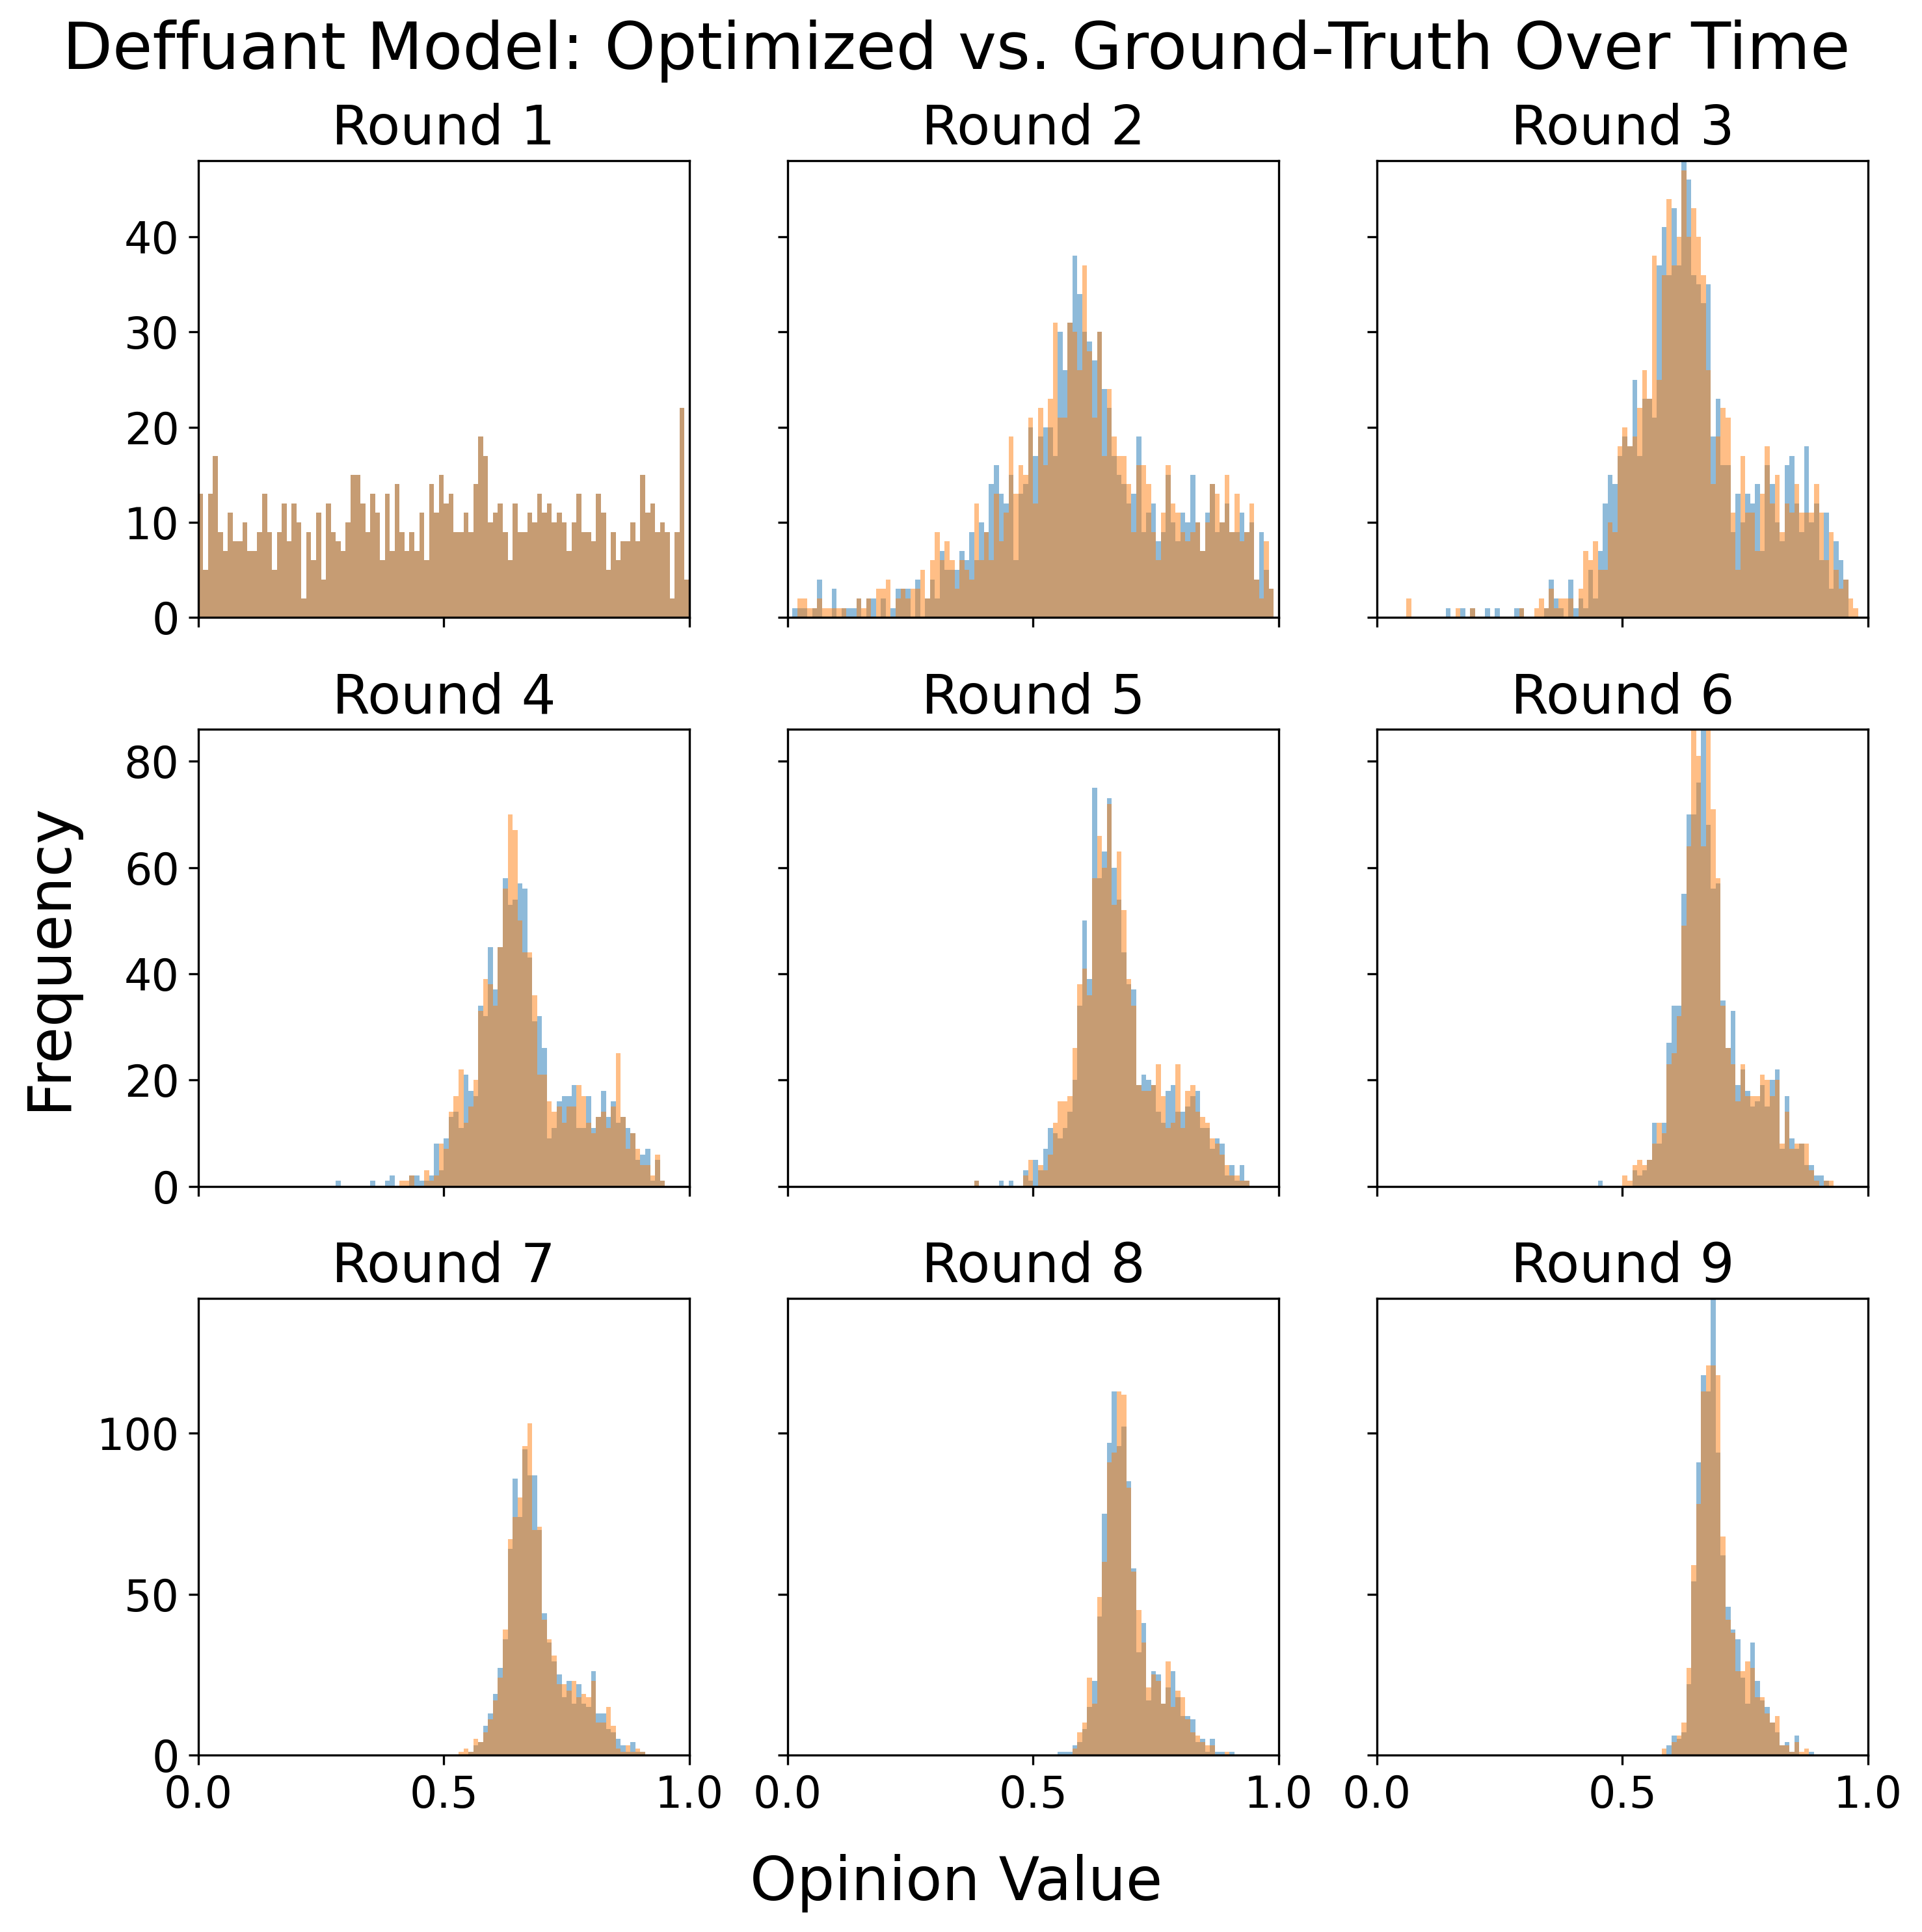 Deffuant Model: Optimized vs. Ground-Truth Over Time
Round 1
Round 2
Round 3
40
30
20
10
0
Round 4
Round 5
Round 6
80
60
40
20
0
Frequency
Round 7
Round 8
Round 9
100
50
0
0.0 0.5 1.0
0.0 0.5 1.0
0.0 0.5 1.0
Opinion Value